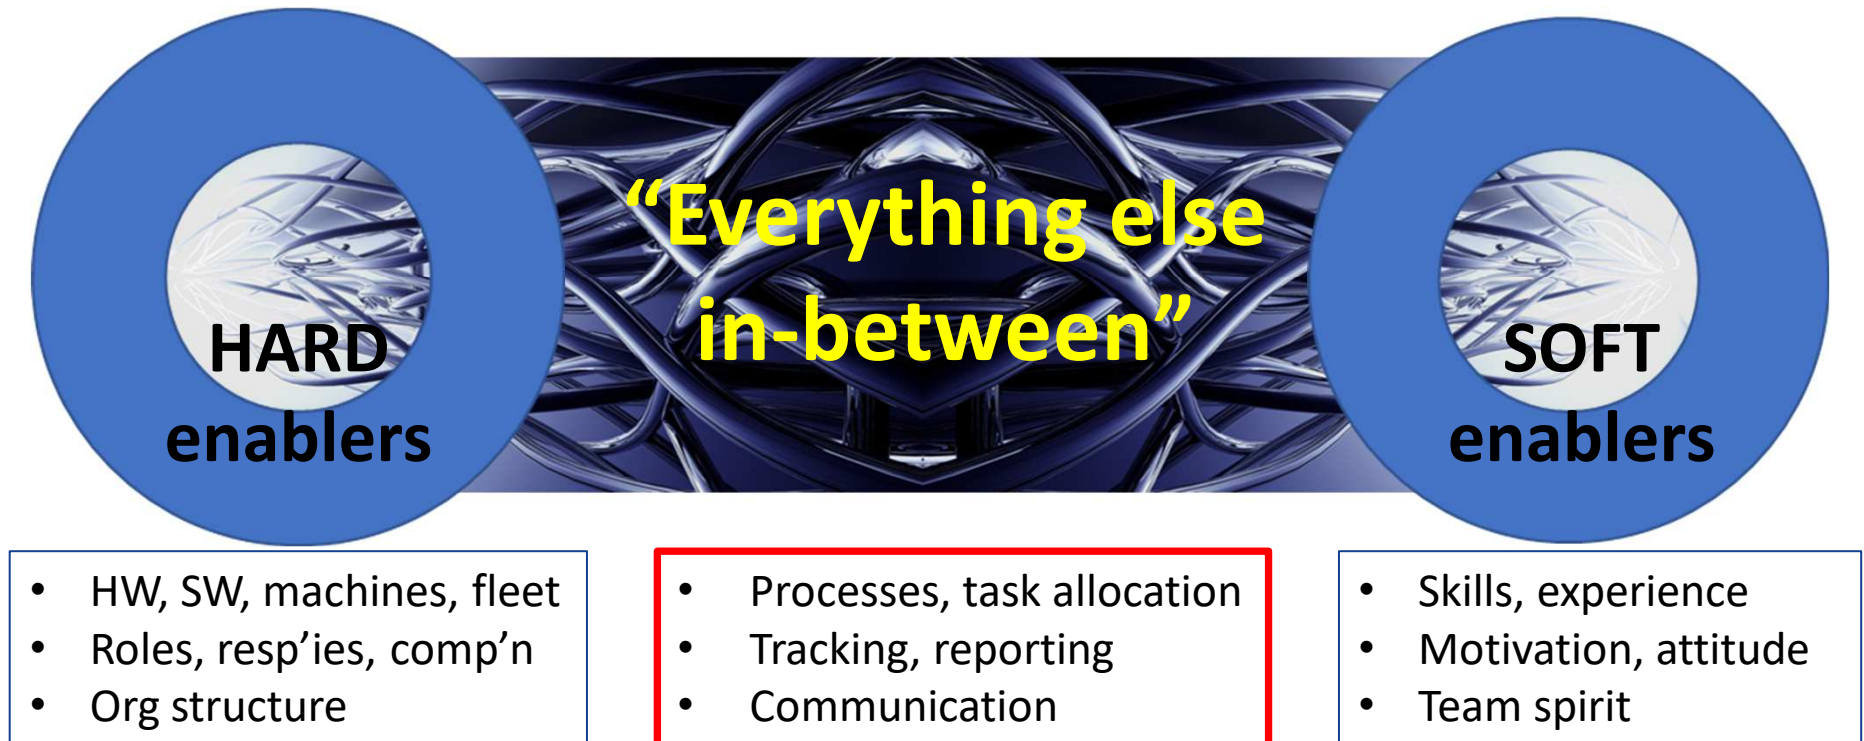 HARD
enablers
“Everything else
in-between”
SOFT
enablers
• HW, SW, machines, fleet
• Roles, resp’ies, comp’n
• Org structure
• Processes, task allocation
• Tracking, reporting
• Communication
• Skills, experience
• Motivation, attitude
• Team spirit